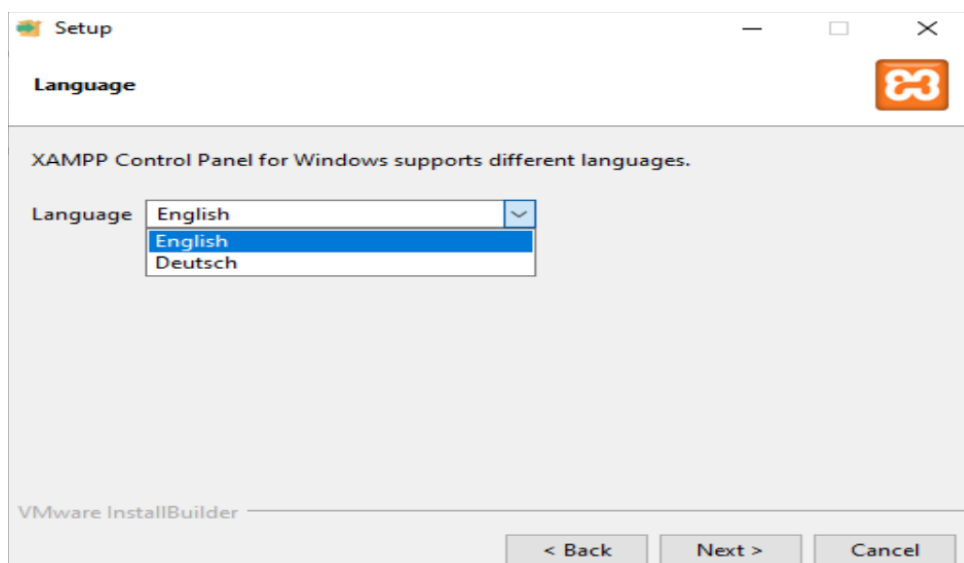 Setup
Language
XAMPP Control Panel for Windows supports different languages.
Language English
English
Deutsch
VMware InstallBuilder
< Back Next > Cancel